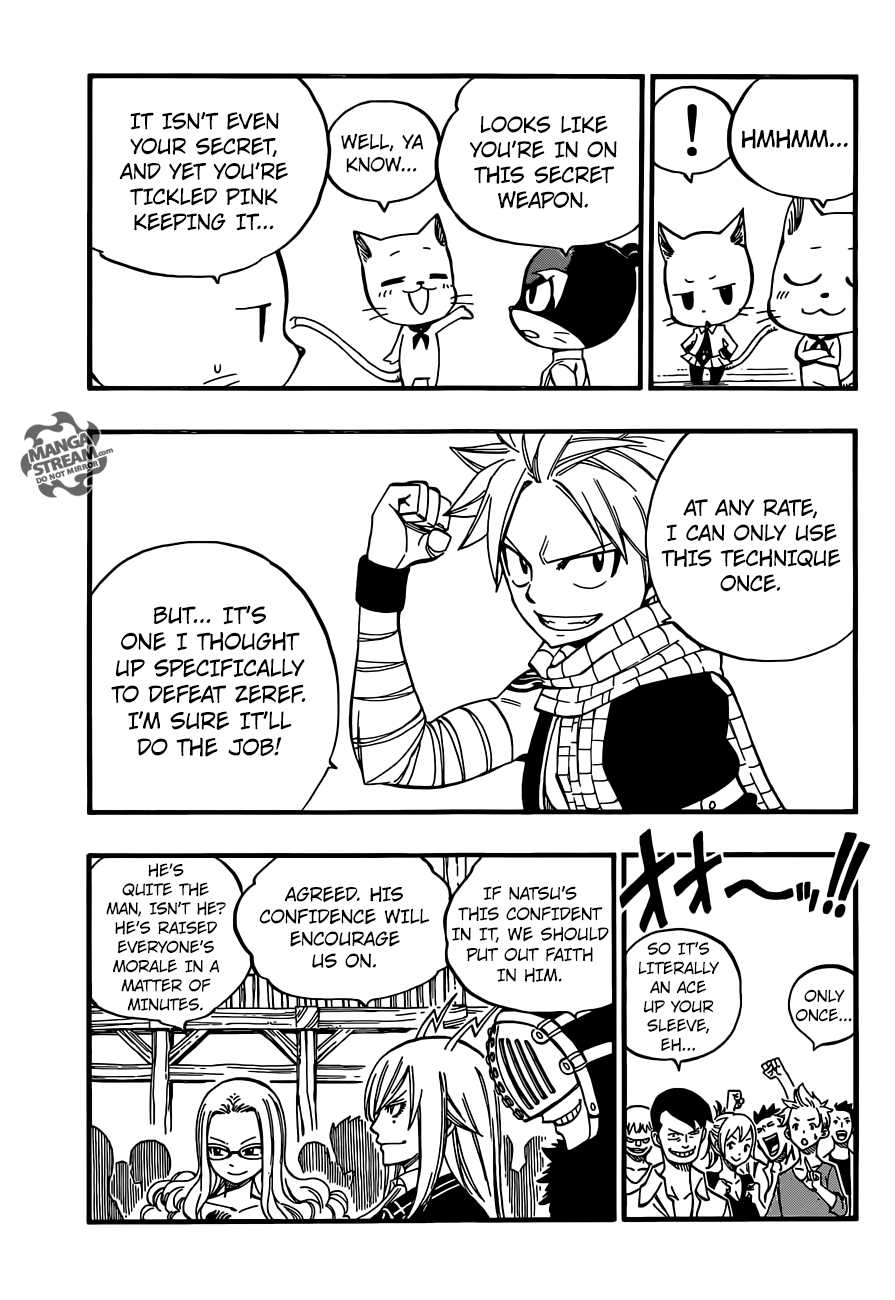 HMHMM...
!
LOOKS LIKE
YOU'RE IN ON
THIS SECRET
WEAPON.
WELL, YA
KNOW...
IT ISN'T EVEN
YOUR SECRET,
AND YET YOU'RE
TICKLED PINK
KEEPING IT...
MANGA
STREAM.com
DO NOT MIRROR
AT ANY RATE,
I CAN ONLY USE
THIS TECHNIQUE
ONCE.
BUT... IT'S
ONE I THOUGHT
UP SPECIFICALLY
TO DEFEAT ZEREF.
I'M SURE IT'LL
DO THE JOB!
オオ〜!!
ONLY
ONCE...
SO IT'S
LITERALLY
AN ACE
UP YOUR
SLEEVE,
EH...
IF NATSU'S
THIS CONFIDENT
IN IT, WE SHOULD
PUT OUT FAITH
IN HIM.
AGREED. HIS
CONFIDENCE WILL
ENCOURAGE
US ON.
HE'S
QUITE THE
MAN, ISN'T HE?
HE'S RAISED
EVERYONE'S
MORALE IN A
MATTER OF
MINUTES.